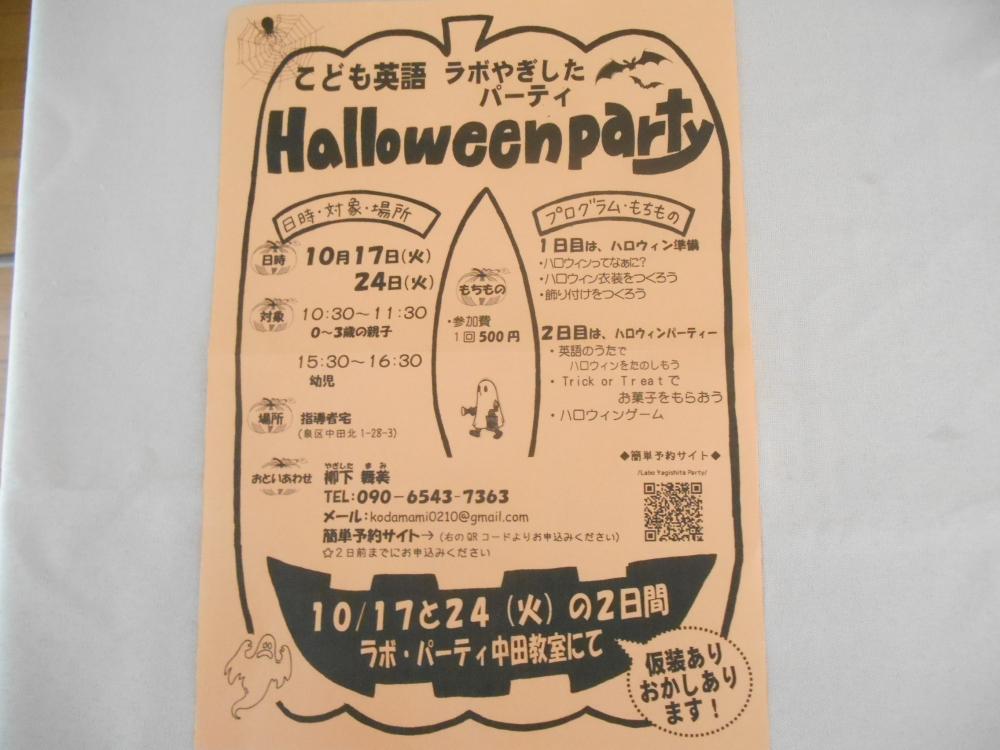 こども英語 ラボやぎした
パーティ
Halloween party
日時・対象・場所
日時
10月17日(火)
24日(火)
対象
10:30～11:30
0～3歳の親子
15:30～16:30
幼児
場所
指導者宅
(泉区中田北1-28-3)
もちもの
・参加費
1回500円
プログラム・もちもの
1日目は、ハロウィン準備
・ハロウィンってなぁに?
・ハロウィン衣装をつくろう
・飾り付けをつくろう
2日目は、ハロウィンパーティー
・英語のうたで
ハロウィンをたのしもう
・Trick or Treatで
お菓子をもらおう
・ハロウィンゲーム
おといあわせ
やぎした まみ
柳下 舞美
TEL:090-6543-7363
メール:kodamami0210@gmail.com
簡単予約サイト→ (右のQRコードよりお申込みください)
☆2日前までにお申込みください
◆簡単予約サイト◆
/Labo Yagishita Party/
10/17と24(火)の2日間
ラボ・パーティ中田教室にて
仮装あり
おかしあり
ます!